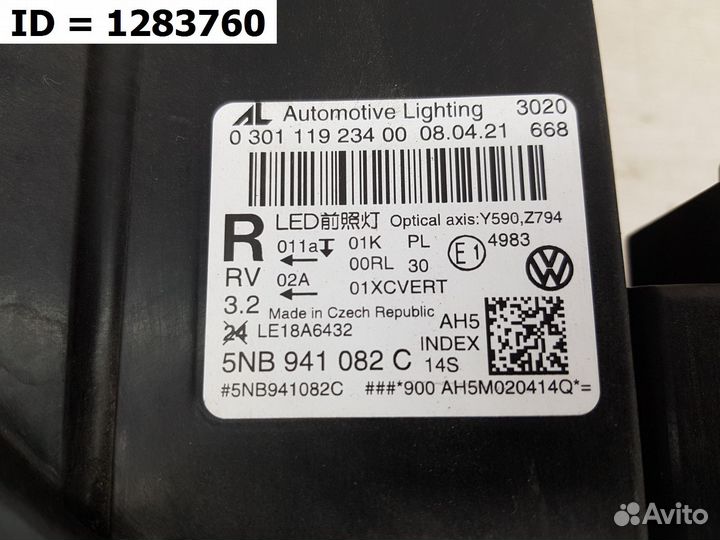 ID = 1283760
AL Automotive Lighting 3020
0 301 119 234 00 08.04.21 668
R LED前照灯 Optical axis:Y590,Z794
011a 01K PL E1 4983
00RL 30
RV 02A 01XCVERT
3.2 Made in Czech Republic
24 LE18A6432 AH5
INDEX
5NB 941 082 C 14S
#5NB941082C ###*900 AH5M020414Q*=
Avito